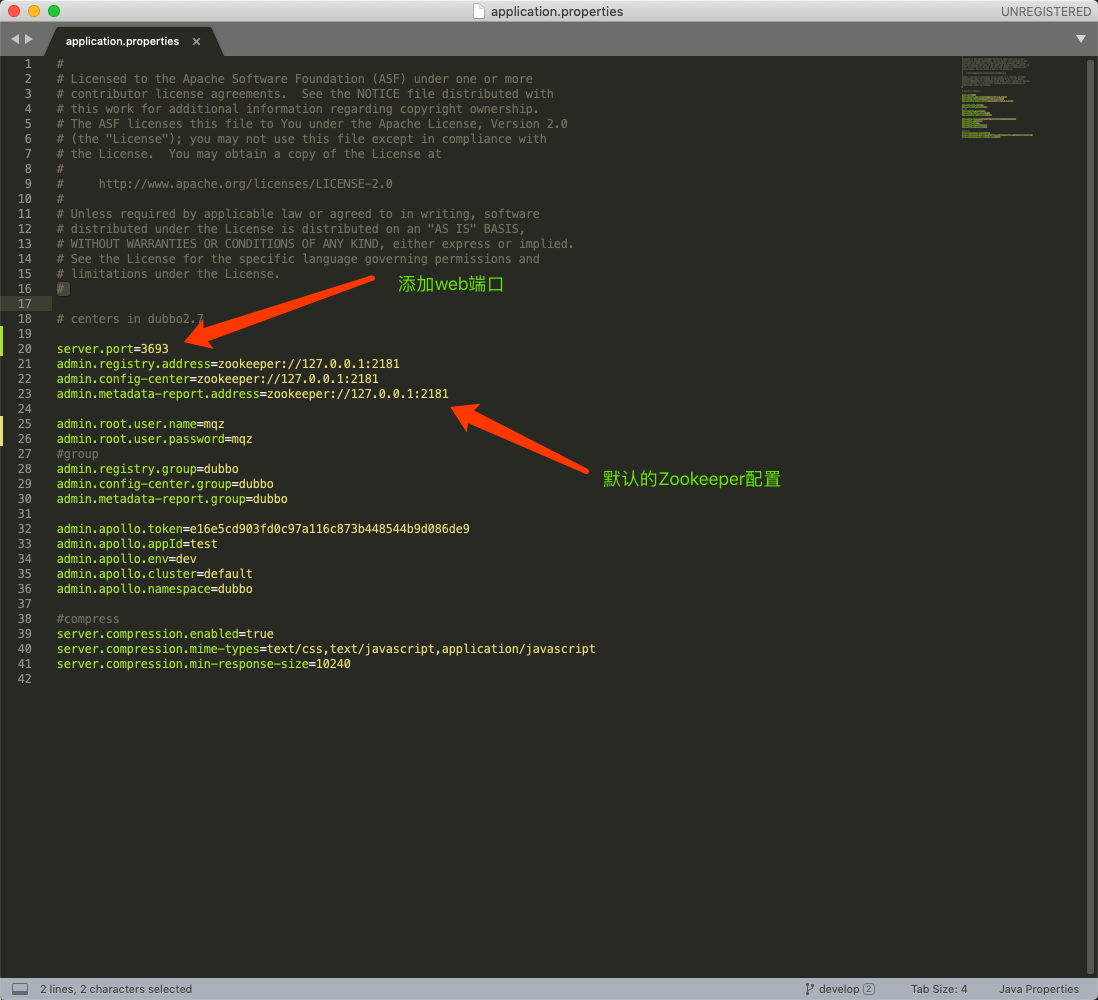 application.properties
UNREGISTERED
application.properties ×
1 #
2 # Licensed to the Apache Software Foundation (ASF) under one or more
3 # contributor license agreements.  See the NOTICE file distributed with
4 # this work for additional information regarding copyright ownership.
5 # The ASF licenses this file to You under the Apache License, Version 2.0
6 # (the "License"); you may not use this file except in compliance with
7 # the License.  You may obtain a copy of the License at
8 #
9 #     http://www.apache.org/licenses/LICENSE-2.0
10 #
11 # Unless required by applicable law or agreed to in writing, software
12 # distributed under the License is distributed on an "AS IS" BASIS,
13 # WITHOUT WARRANTIES OR CONDITIONS OF ANY KIND, either express or implied.
14 # See the License for the specific language governing permissions and
15 # limitations under the License.
添加web端口
16 #
17
18 # centers in dubbo2.7
19
20 server.port=3693
21 admin.registry.address=zookeeper://127.0.0.1:2181
22 admin.config-center=zookeeper://127.0.0.1:2181
23 admin.metadata-report.address=zookeeper://127.0.0.1:2181
24
25 admin.root.user.name=mqz
26 admin.root.user.password=mqz
27 #group
28 admin.registry.group=dubbo
默认的Zookeeper配置
29 admin.config-center.group=dubbo
30 admin.metadata-report.group=dubbo
31
32 admin.apollo.token=e16e5cd903fd0c97a116c873b448544b9d086de9
33 admin.apollo.appId=test
34 admin.apollo.env=dev
35 admin.apollo.cluster=default
36 admin.apollo.namespace=dubbo
37
38 #compress
39 server.compression.enabled=true
40 server.compression.mime-types=text/css,text/javascript,application/javascript
41 server.compression.min-response-size=10240
42
2 lines, 2 characters selected
develop 2
Tab Size: 4
Java Properties